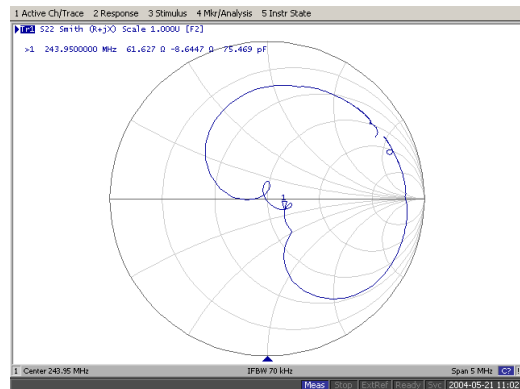 1 Active Ch/Trace 2 Response 3 Stimulus 4 Mkr/Analysis 5 Instr State
Tr1 S22 Smith (R+jX) Scale 1.000U [F2]
>1 243.9500000 MHz 61.627 Ω -8.6447 Ω 75.469 pF
1
1 Center 243.95 MHz IFBW 70 kHz Span 5 MHz C?
Meas Stop ExtRef Ready Svc 2004-05-21 11:02